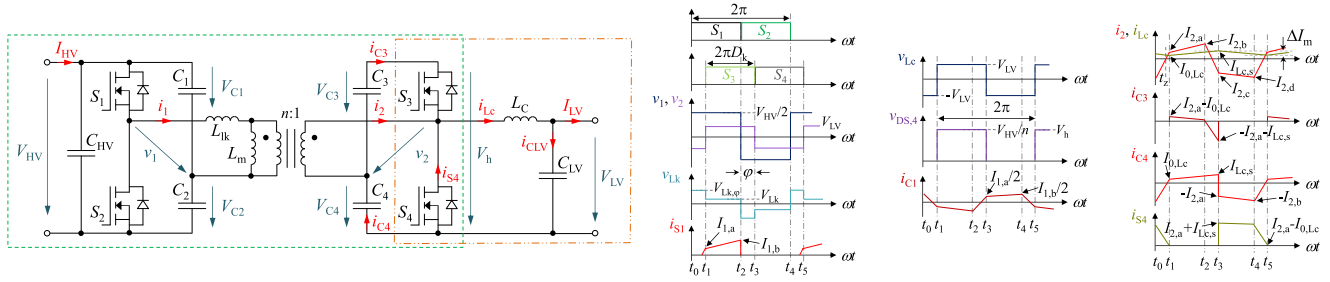 I_HV
S_1
C_1
V_C1
i_1
L_lk
L_m
n:1
C_HV
V_HV
v_1
S_2
C_2
V_C2
i_C3
C_3
V_C3
S_3
i_2
i_Lc
L_C
I_LV
i_CLV
v_2
V_h
C_LV
V_LV
i_S4
C_4
V_C4
S_4
i_C4
2π
S_1
S_2
ωt
2πD_k
S_3
S_4
ωt
v_1, v_2
V_HV/2
V_LV
ωt
φ
v_Lk
V_Lk,φ
V_Lk
ωt
i_S1
I_1,a
I_1,b
ωt
t_0
t_1
t_2
t_3
t_4
t_5
v_Lc
V_LV
-V_LV
ωt
2π
v_DS,4
V_HV/n
V_h
ωt
i_C1
I_1,a/2
I_1,b/2
ωt
t_0
t_1
t_2
t_3
t_4
t_5
i_2, i_Lc
I_2,a
I_2,b
ΔI_m
ωt
t_z
I_0,Lc
I_Lc,s
I_2,c
I_2,d
i_C3
I_2,a-I_0,Lc
ωt
-I_2,a-I_Lc,s
i_C4
I_0,Lc
I_Lc,s
ωt
-I_2,a
-I_2,b
i_S4
I_2,a+I_Lc,s
I_2,a-I_0,Lc
ωt
t_0
t_1
t_2
t_3
t_4
t_5